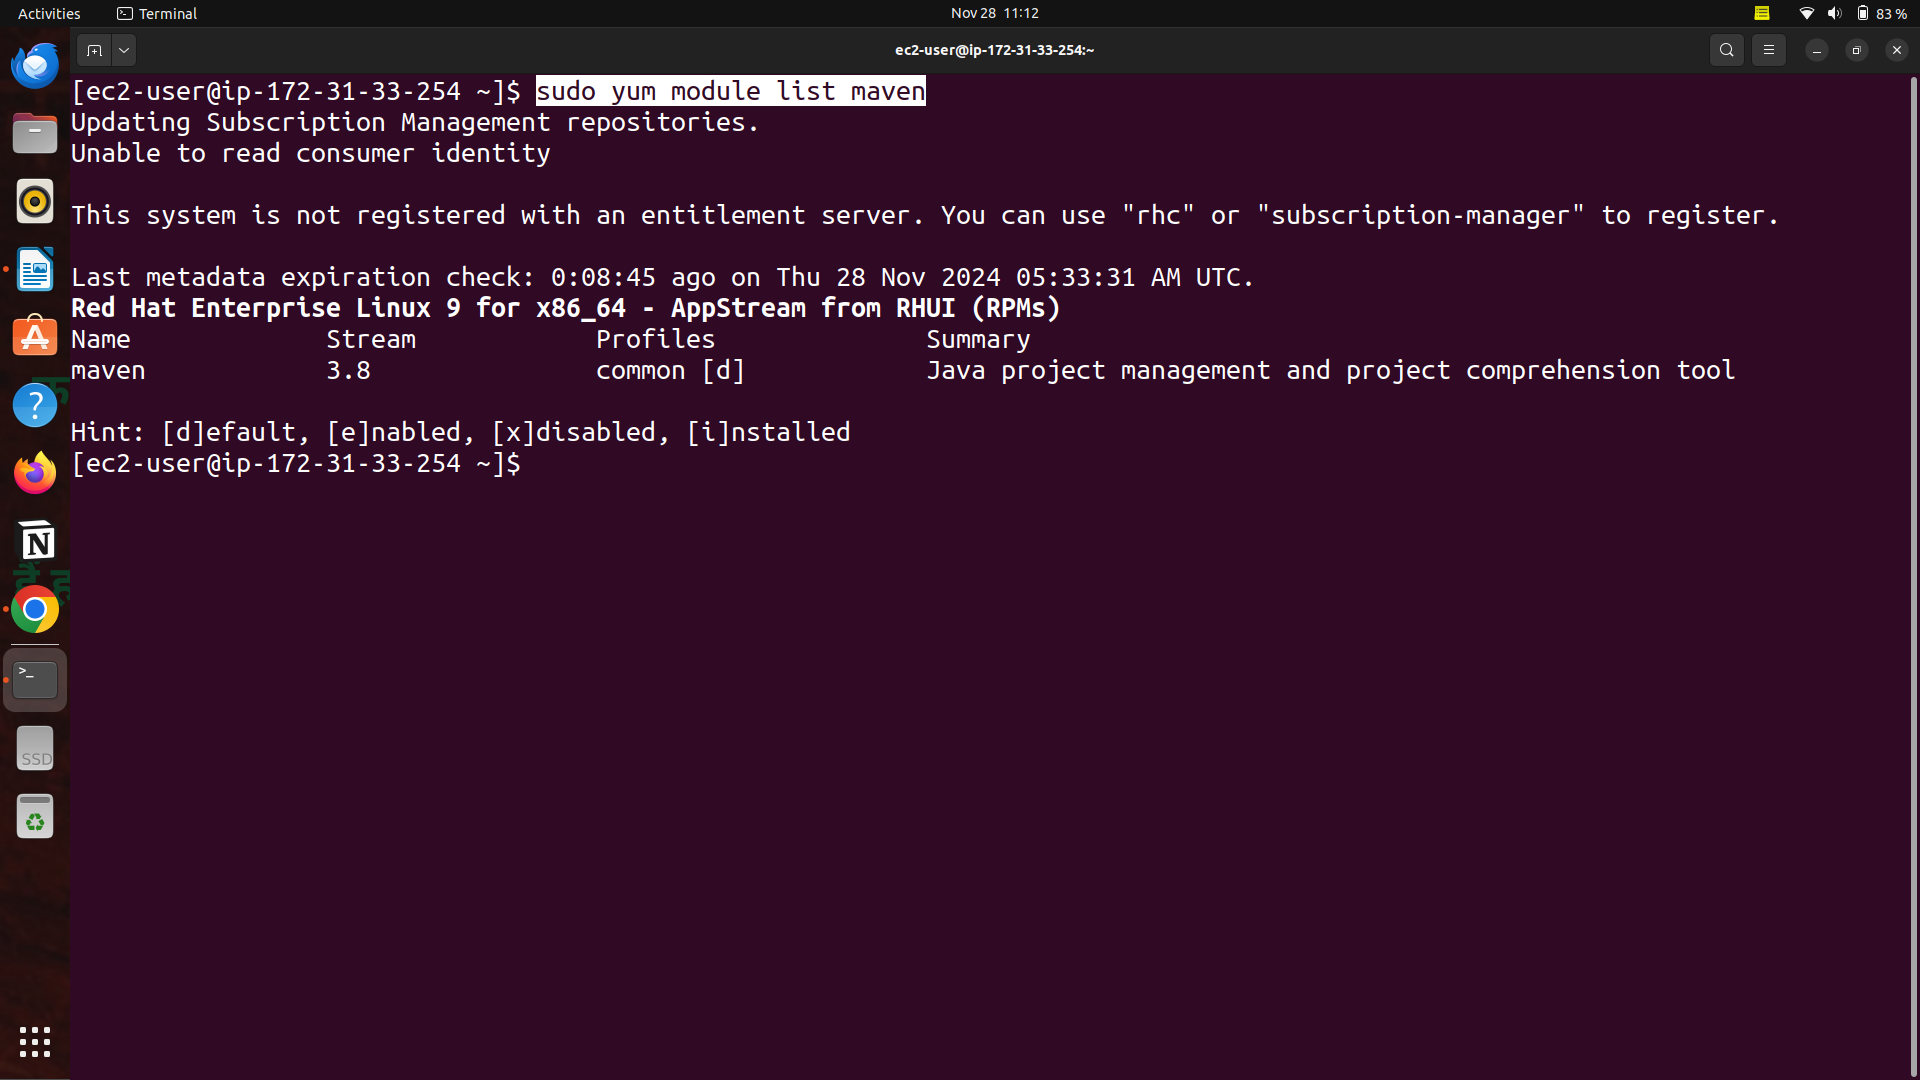 Activities Terminal Nov 28 11:12 83 %
ec2-user@ip-172-31-33-254:~
[ec2-user@ip-172-31-33-254 ~]$ sudo yum module list maven
Updating Subscription Management repositories.
Unable to read consumer identity
This system is not registered with an entitlement server. You can use "rhc" or "subscription-manager" to register.
Last metadata expiration check: 0:08:45 ago on Thu 28 Nov 2024 05:33:31 AM UTC.
Red Hat Enterprise Linux 9 for x86_64 - AppStream from RHUI (RPMs)
Name Stream Profiles Summary
maven 3.8 common [d] Java project management and project comprehension tool
Hint: [d]efault, [e]nabled, [x]disabled, [i]nstalled
[ec2-user@ip-172-31-33-254 ~]$
SSD